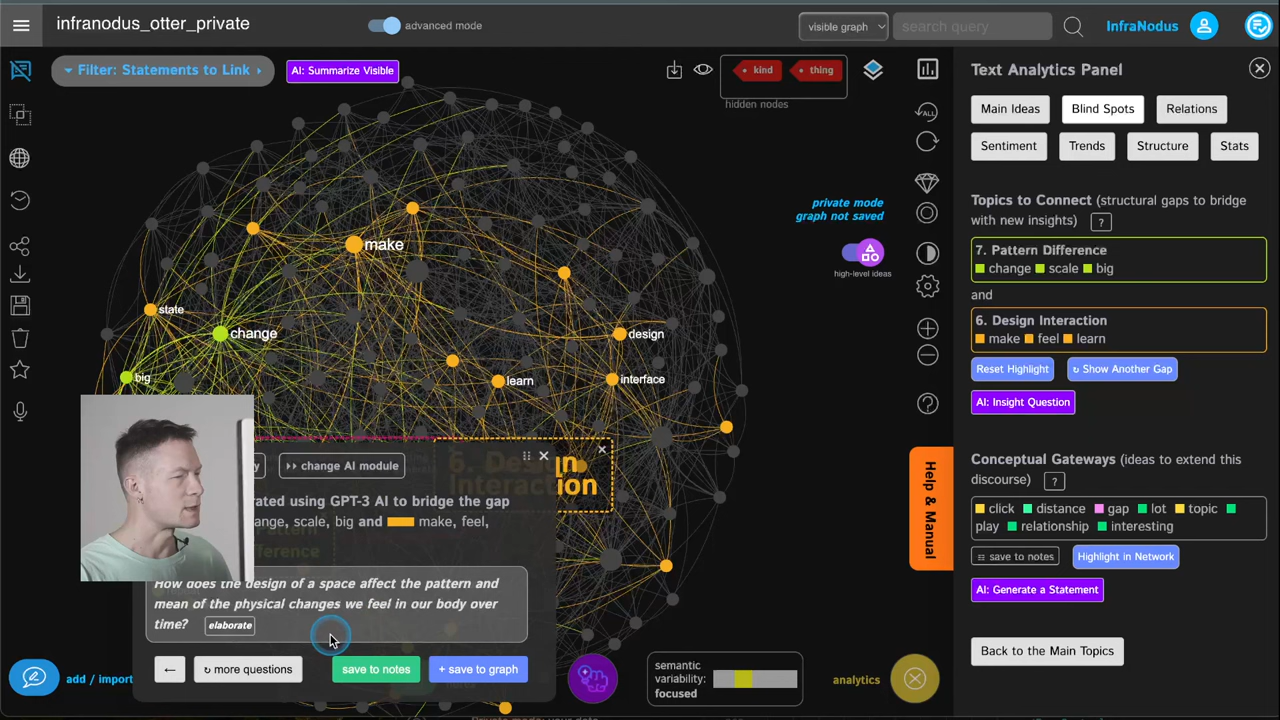 infranodus_otter_private
advanced mode
visible graph
search query
InfraNodus
Filter: Statements to Link
AI: Summarize Visible
kind
thing
hidden nodes
private mode
graph not saved
high-level ideas
make
state
change
design
big
learn
interface
change AI module
6. Design
Interaction
rated using GPT-3 AI to bridge the gap
ange, scale, big and make, feel,
How does the design of a space affect the pattern and
mean of the physical changes we feel in our body over
time? elaborate
← ↻ more questions save to notes + save to graph
add / import
semantic
variability:
focused
analytics
Help & Manual
Text Analytics Panel
Main Ideas Blind Spots Relations
Sentiment Trends Structure Stats
Topics to Connect (structural gaps to bridge
with new insights) ?
7. Pattern Difference
change scale big
and
6. Design Interaction
make feel learn
Reset Highlight ↻ Show Another Gap
AI: Insight Question
Conceptual Gateways (ideas to extend this
discourse) ?
click distance gap lot topic
play relationship interesting
save to notes Highlight in Network
AI: Generate a Statement
Back to the Main Topics